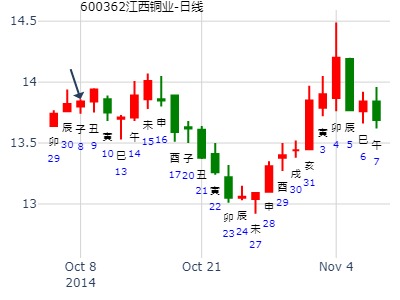 600362江西铜业-日线
14.5
14
13.5
13
卯
29
辰
30
子
8
丑
9
寅
10
巳
13
午
14
未
15
申
16
酉
17
子
20
丑
21
寅
22
卯
23
辰
24
未
27
申
28
酉
29
戌
30
亥
31
寅
3
卯
4
辰
5
巳
6
午
7
Oct 8
2014
Oct 21
Nov 4